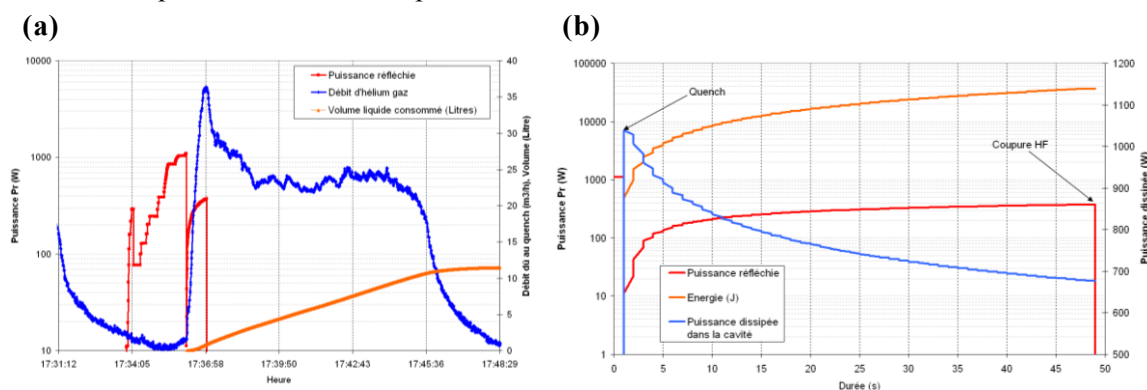 (a)
(b)
10000
1000
100
10
Puissance Pr (W)
Puissance réfléchie
Débit d'hélium gaz
Volume liquide consommé (Litres)
40
35
30
25
20
15
10
5
0
Débit dû au quench (m3/h), Volume (Litre)
17:31:12
17:34:05
17:36:58
17:39:50
17:42:43
17:45:36
17:48:29
Heure
100000
10000
1000
100
10
1
Puissance Pr (W)
Quench
Coupure HF
Puissance réfléchie
Energie (J)
Puissance dissipée
dans la cavité
1200
1100
1000
900
800
700
600
500
Puissance dissipée (W)
0
5
10
15
20
25
30
35
40
45
50
Durée (s)